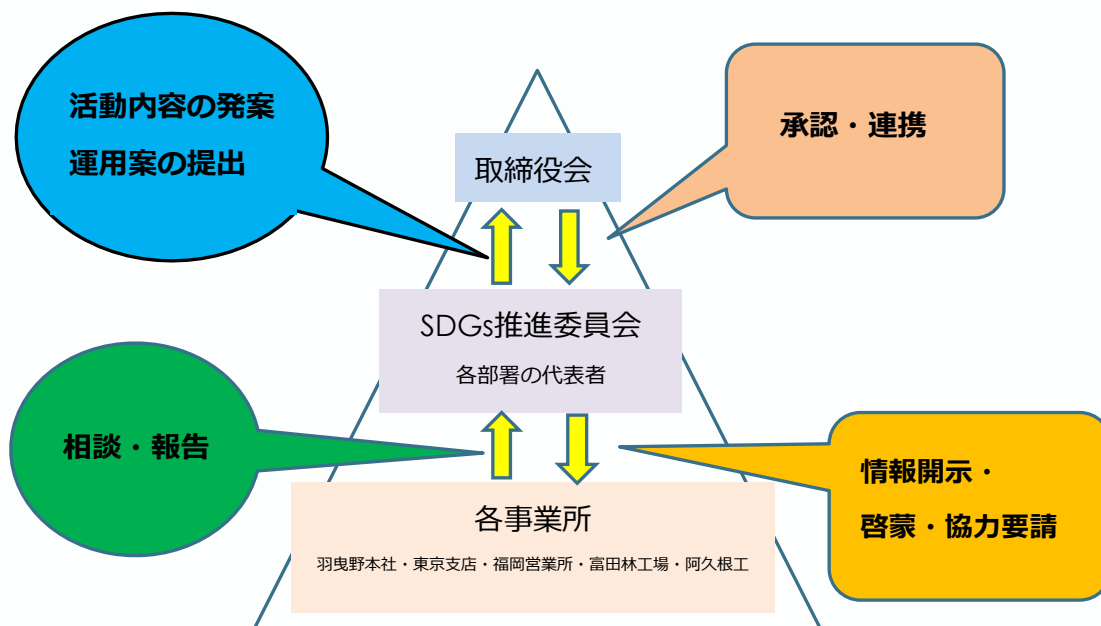 活動内容の発案
運用案の提出
承認・連携
取締役会
SDGs推進委員会
各部署の代表者
相談・報告
情報開示・
啓蒙・協力要請
各事業所
羽曳野本社・東京支店・福岡営業所・富田林工場・阿久根工